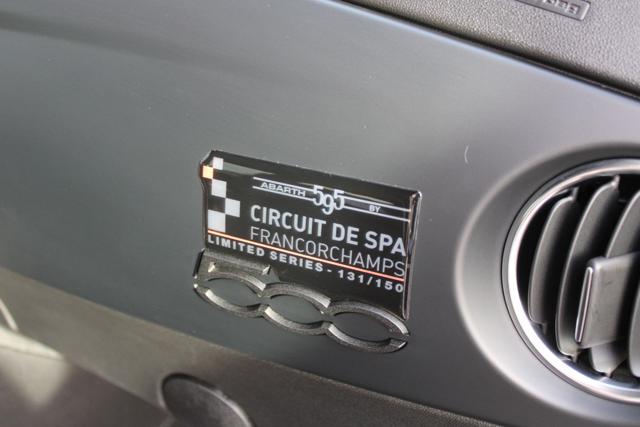 ABARTH 595 BY
CIRCUIT DE SPA
FRANCORCHAMPS
LIMITED SERIES - 131/150